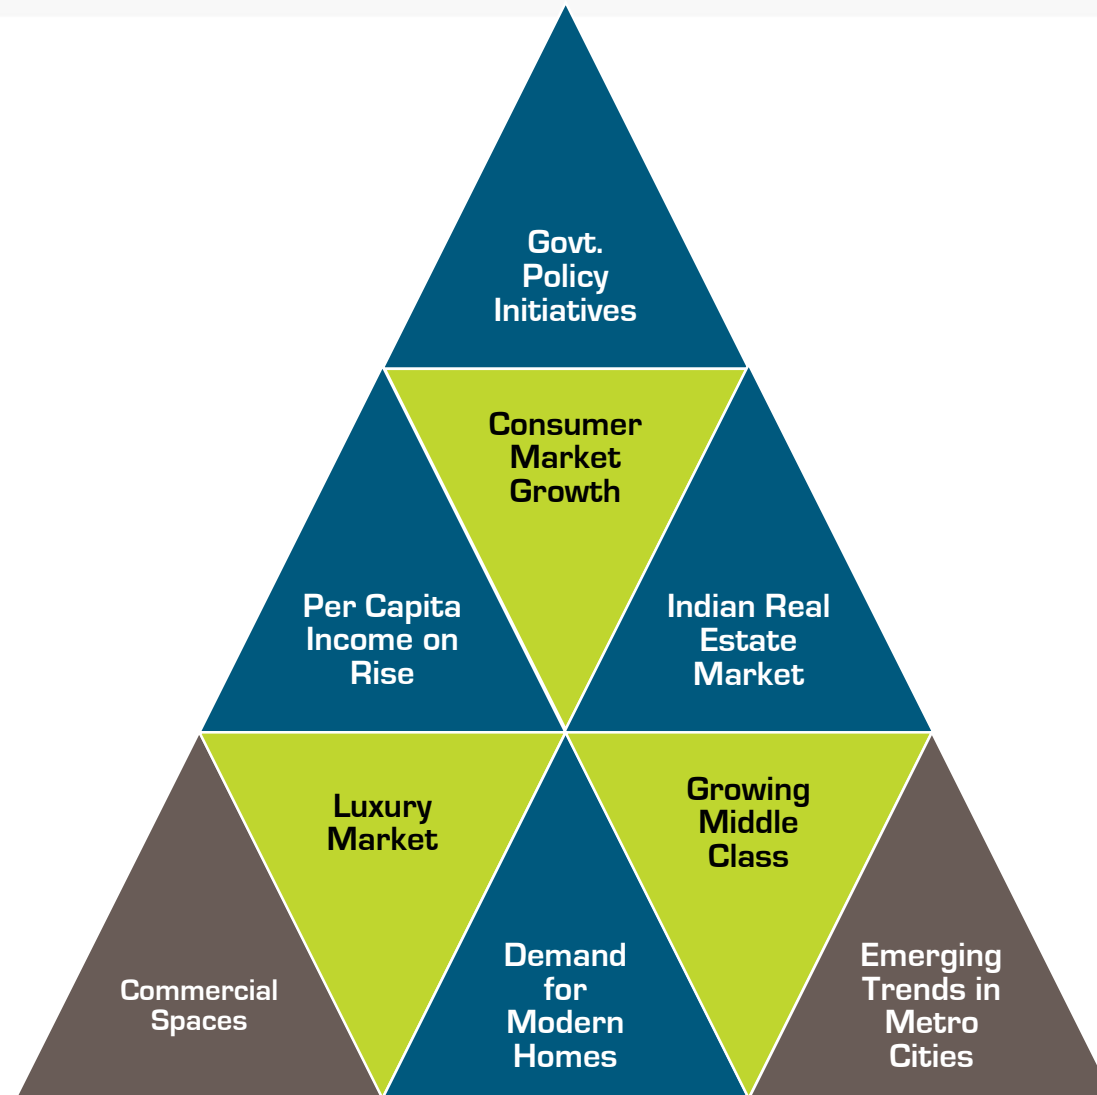 Govt.
Policy
Initiatives
Consumer
Market
Growth
Per Capita
Income on
Rise
Indian Real
Estate
Market
Luxury
Market
Growing
Middle
Class
Commercial
Spaces
Demand
for
Modern
Homes
Emerging
Trends in
Metro
Cities